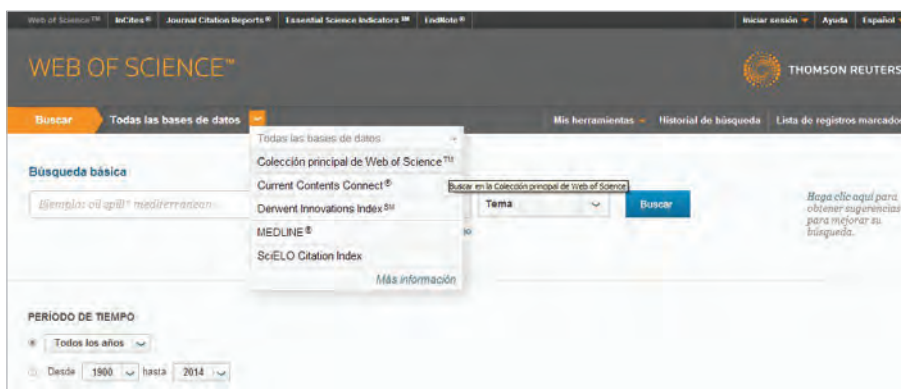 Web of Science™ InCites® Journal Citation Reports® Essential Science Indicators℠ EndNote® Iniciar sesión Ayuda Español
WEB OF SCIENCE™
THOMSON REUTERS
Buscar Todas las bases de datos Mis herramientas Historial de búsqueda Lista de registros marcados
Todas las bases de datos
Colección principal de Web of Science™
Current Contents Connect®
Derwent Innovations Index℠
MEDLINE®
SciELO Citation Index
Más información
Buscar en la Colección principal de Web of Science
Búsqueda básica
Ejemplo: oil spill* mediterranean
Tema
Buscar
Haga clic aquí para
obtener sugerencias
para mejorar su
búsqueda.
PERÍODO DE TIEMPO
Todos los años
Desde 1900 hasta 2014